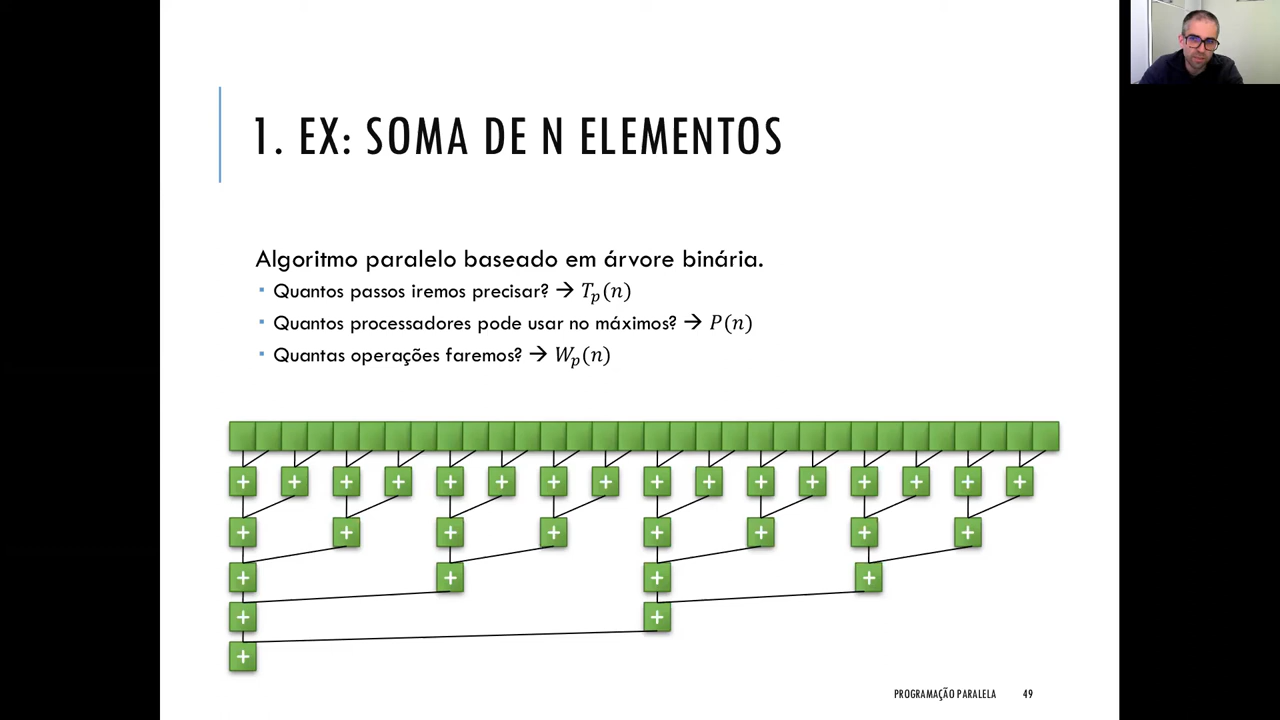 1. EX: SOMA DE N ELEMENTOS
Algoritmo paralelo baseado em árvore binária.
▪ Quantos passos iremos precisar? → Tₚ(n)
▪ Quantos processadores pode usar no máximos? → P(n)
▪ Quantas operações faremos? → Wₚ(n)
+ + + + + + + + + + + + + + + +
+ + + + + + + +
+ + + +
+ +
+
PROGRAMAÇÃO PARALELA 49